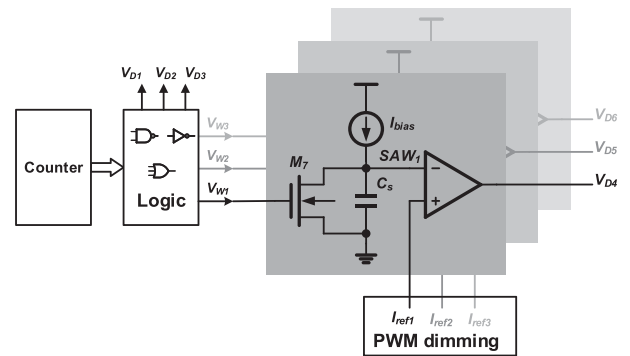 V_D1 V_D2 V_D3
Counter
Logic
V_W3
V_W2
V_W1
M_7
I_bias
SAW_1
C_s
−
+
V_D6
V_D5
V_D4
I_ref1 I_ref2 I_ref3
PWM dimming